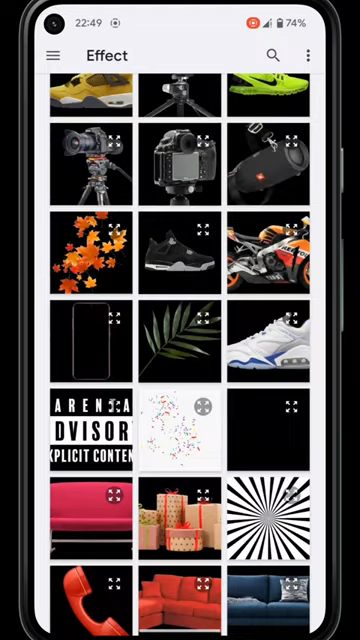 22:49
74%
Effect
ARENTA
DVISOR
XPLICIT CONTEN